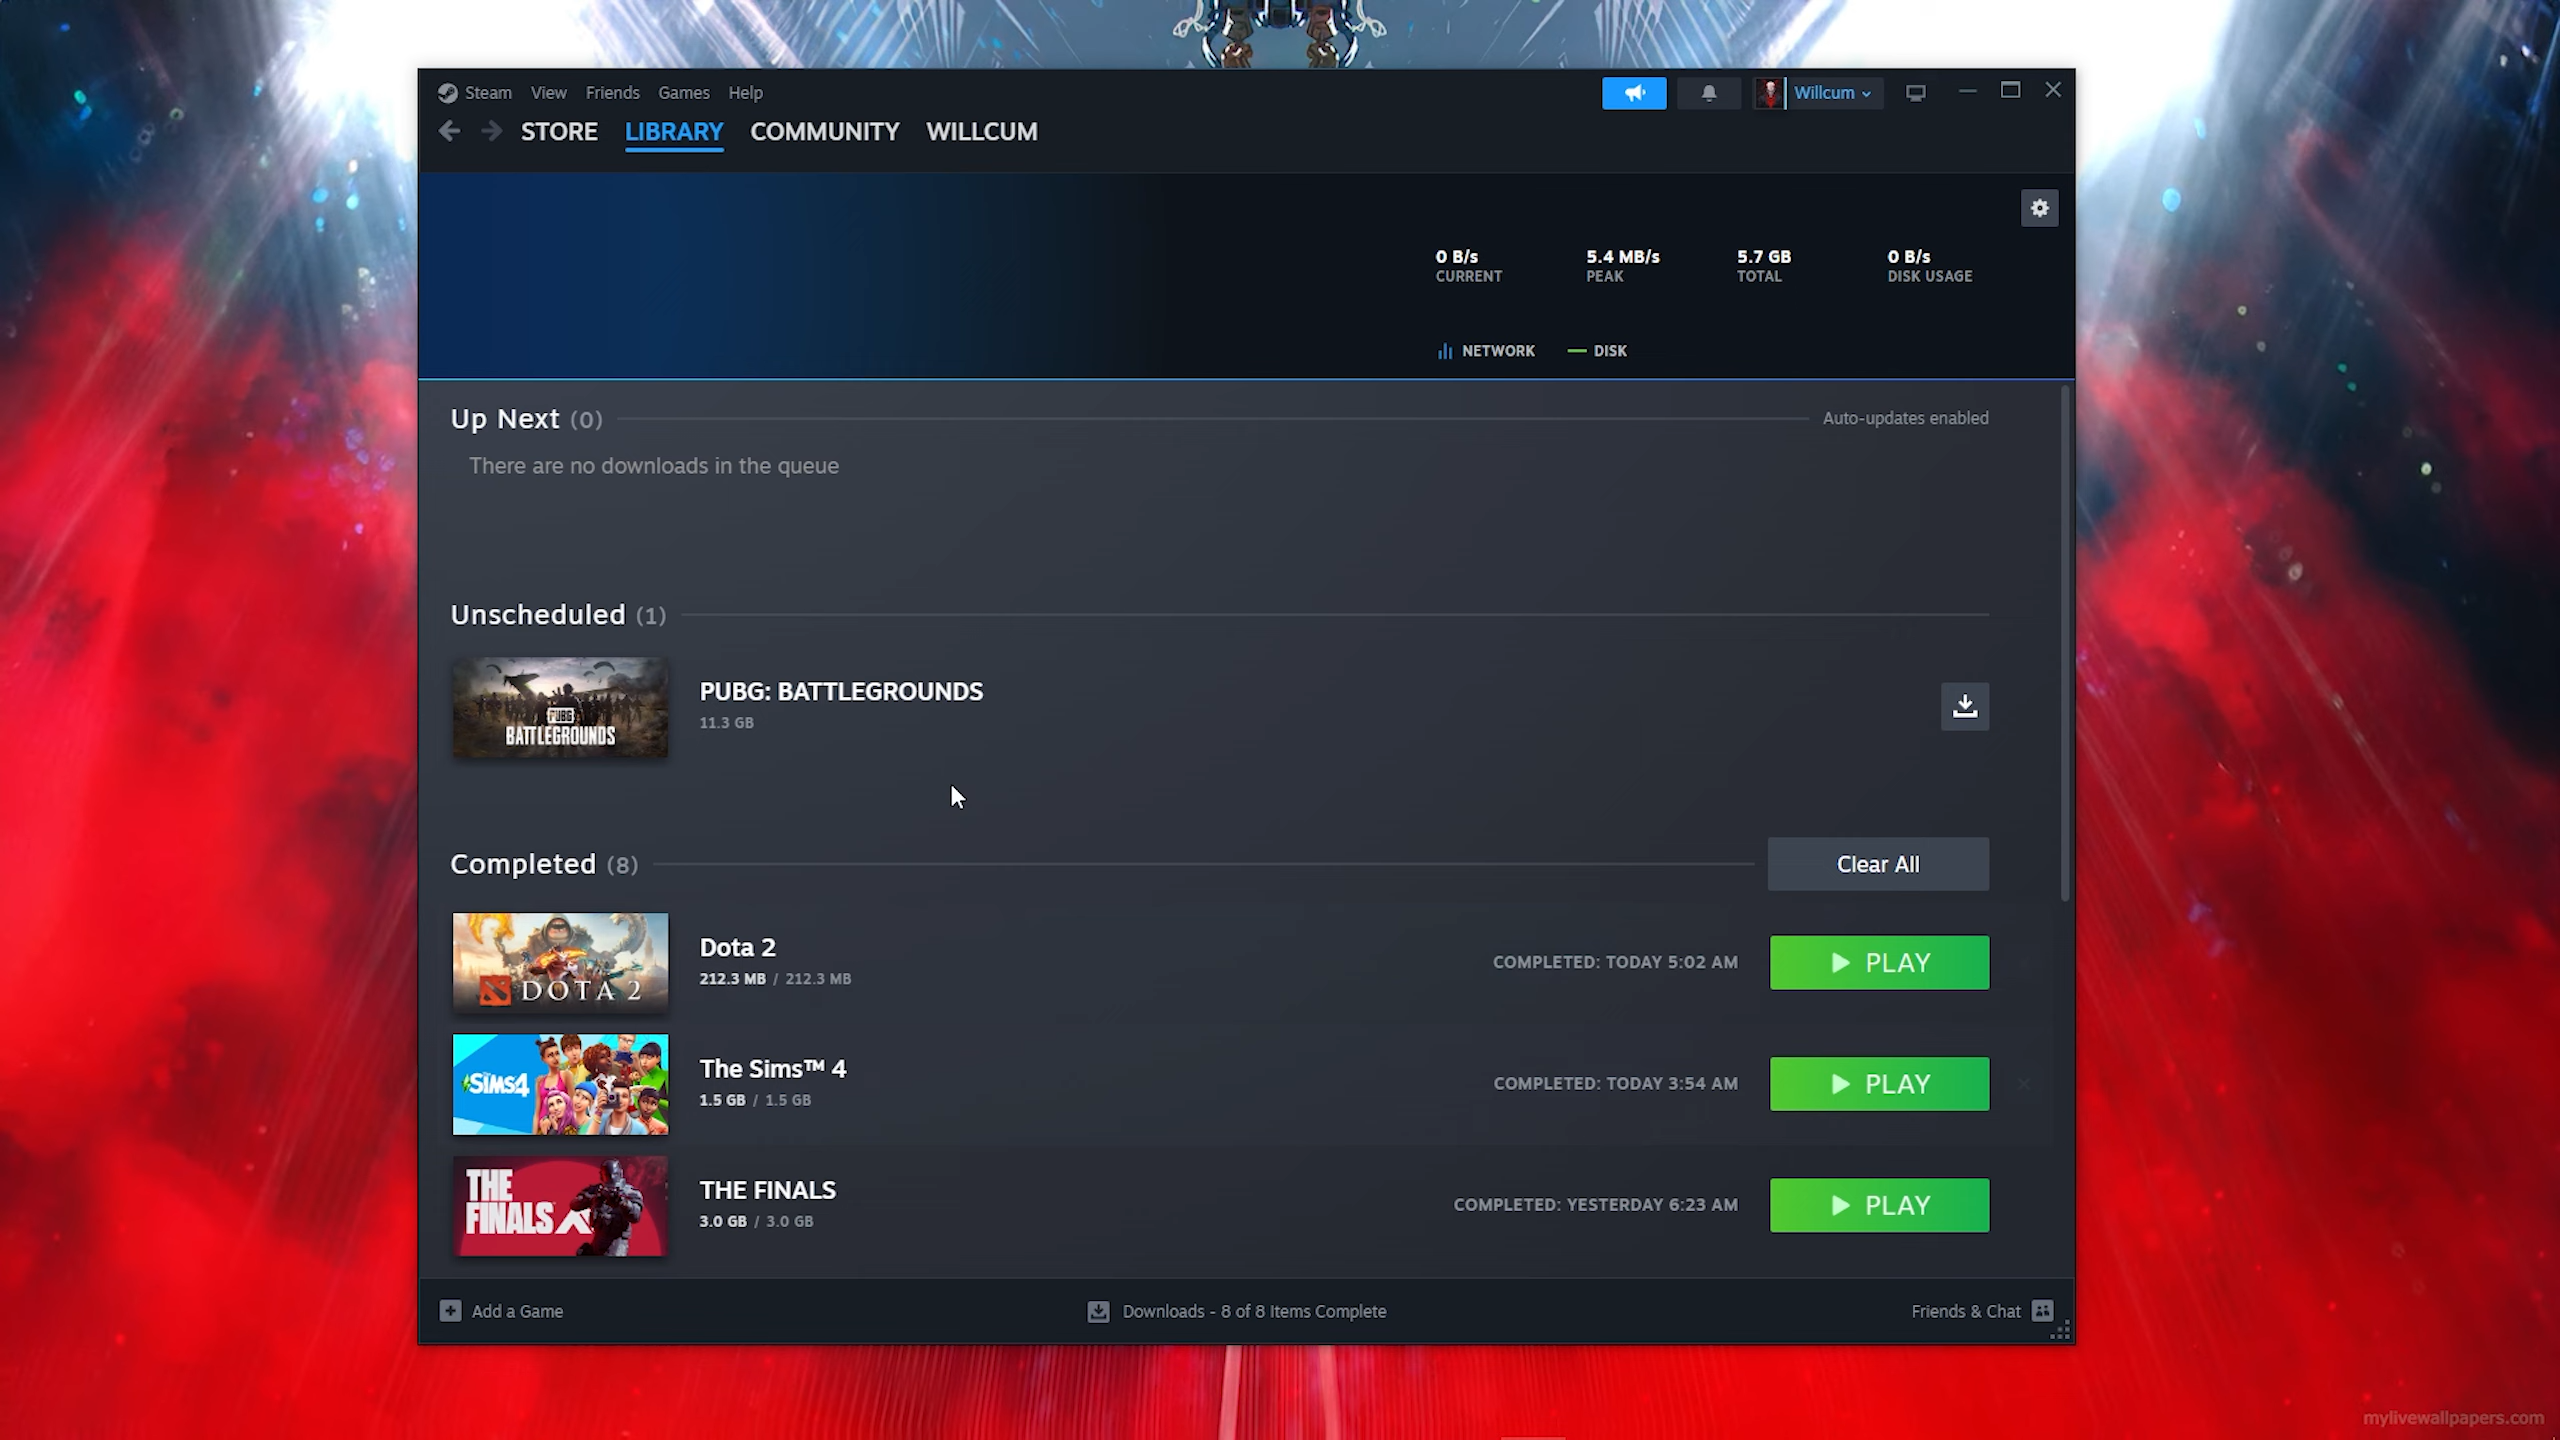 Steam View Friends Games Help
Willcum
STORE LIBRARY COMMUNITY WILLCUM
0 B/s 5.4 MB/s 5.7 GB 0 B/s
CURRENT PEAK TOTAL DISK USAGE
NETWORK DISK
Up Next (0) Auto-updates enabled
There are no downloads in the queue
Unscheduled (1)
PUBG
BATTLEGROUNDS
PUBG: BATTLEGROUNDS
11.3 GB
Completed (8) Clear All
DOTA 2
Dota 2
212.3 MB / 212.3 MB
COMPLETED: TODAY 5:02 AM PLAY
SIMS4
The Sims™ 4
1.5 GB / 1.5 GB
COMPLETED: TODAY 3:54 AM PLAY
THE
FINALS
THE FINALS
3.0 GB / 3.0 GB
COMPLETED: YESTERDAY 6:23 AM PLAY
Add a Game Downloads - 8 of 8 Items Complete Friends & Chat
mylivewallpapers.com